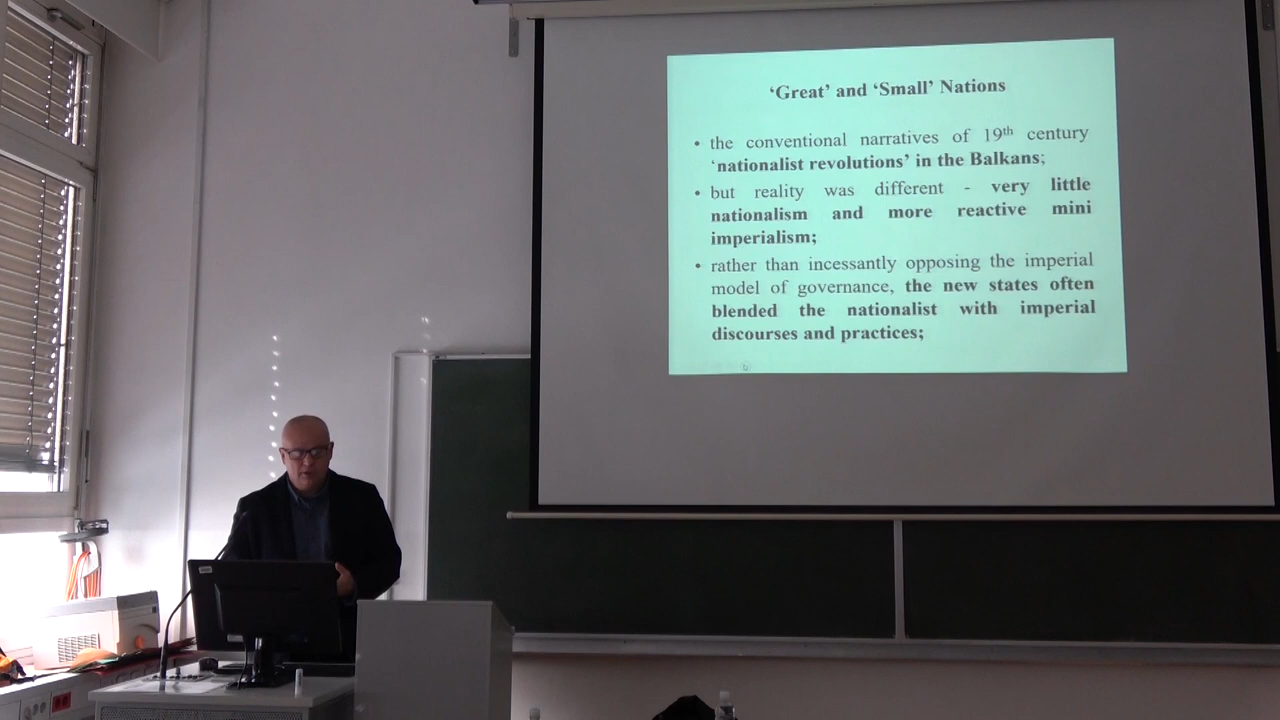 ‘Great’ and ‘Small’ Nations
• the conventional narratives of 19th century
‘nationalist revolutions’ in the Balkans;
• but reality was different - very little
nationalism and more reactive mini
imperialism;
• rather than incessantly opposing the imperial
model of governance, the new states often
blended the nationalist with imperial
discourses and practices;